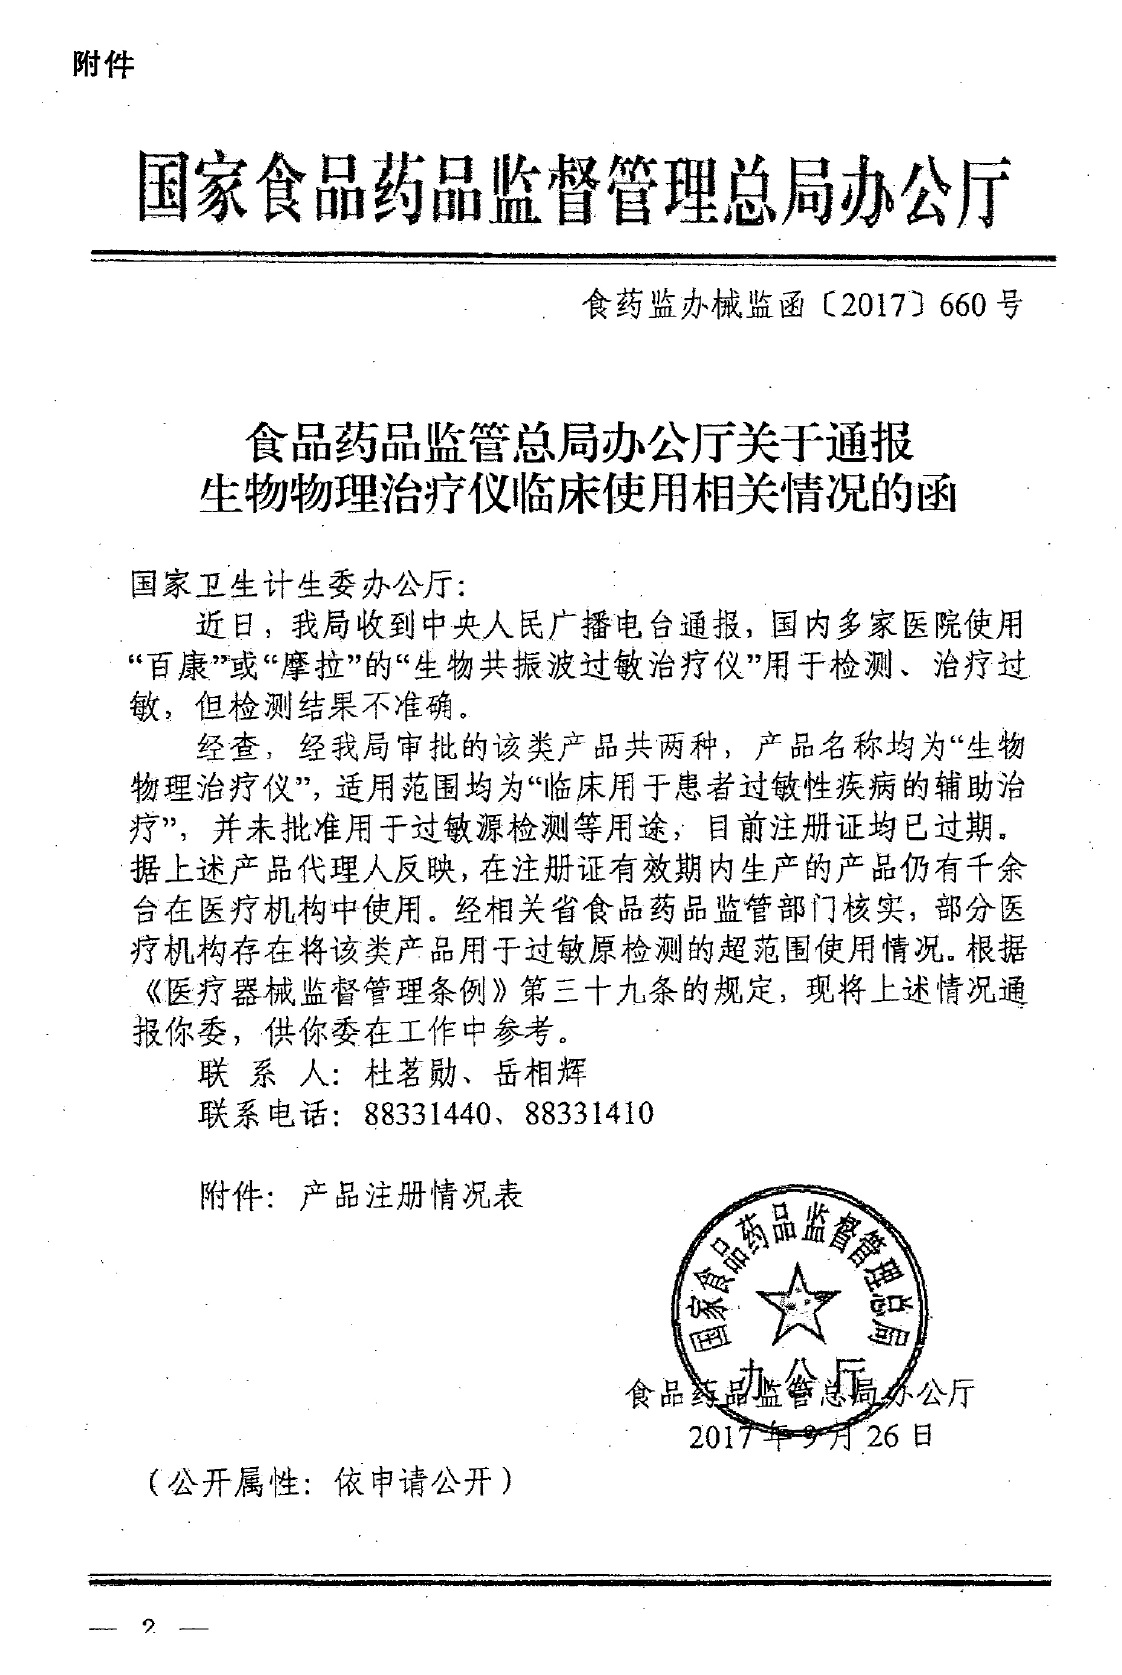 附件
国家食品药品监督管理总局办公厅
食药监办械监函〔2017〕660号
食品药品监管总局办公厅关于通报
生物物理治疗仪临床使用相关情况的函
国家卫生计生委办公厅：
近日，我局收到中央人民广播电台通报，国内多家医院使用
“百康”或“摩拉”的“生物共振波过敏治疗仪”用于检测、治疗过
敏，但检测结果不准确。
经查，经我局审批的该类产品共两种，产品名称均为“生物
物理治疗仪”，适用范围均为“临床用于患者过敏性疾病的辅助治
疗”，并未批准用于过敏源检测等用途，目前注册证均已过期。
据上述产品代理人反映，在注册证有效期内生产的产品仍有千余
台在医疗机构中使用。经相关省食品药品监管部门核实，部分医
疗机构存在将该类产品用于过敏原检测的超范围使用情况。根据
《医疗器械监督管理条例》第三十九条的规定，现将上述情况通
报你委，供你委在工作中参考。
联 系 人：杜茗勋、岳相辉
联系电话：88331440、88331410
附件：产品注册情况表
国家食品药品监督管理总局
办公厅
食品药品监管总局办公厅
2017年9月26日
（公开属性：依申请公开）
— 2 —